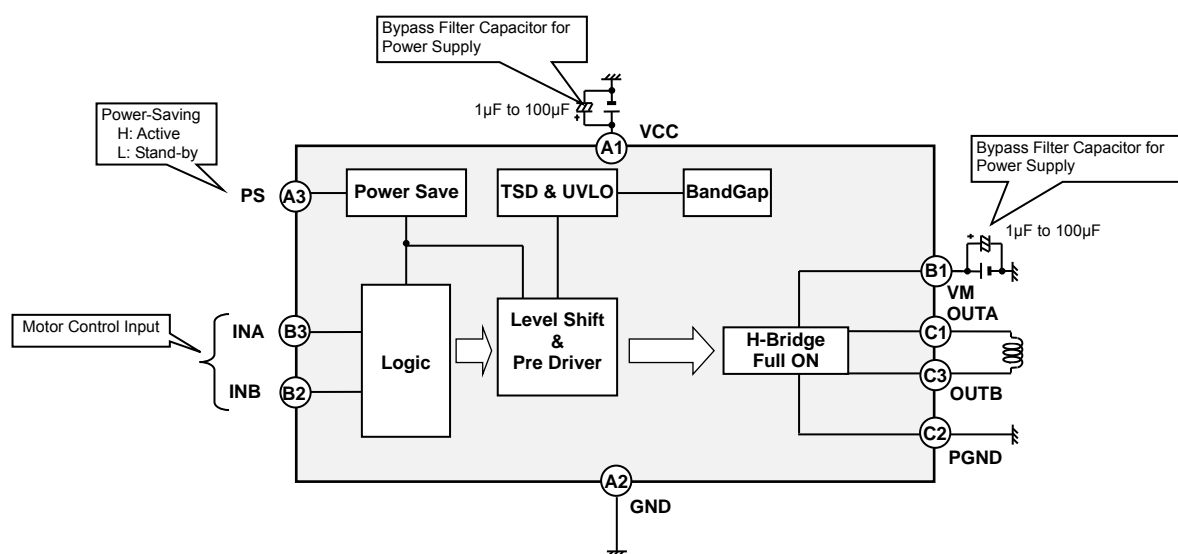 Bypass Filter Capacitor for
Power Supply
1µF to 100µF
VCC
A1
Power-Saving
H: Active
L: Stand-by
Bypass Filter Capacitor for
Power Supply
PS
A3
Power Save
TSD & UVLO
BandGap
+
+
1µF to 100µF
B1
VM
Motor Control Input
INA
B3
INB
B2
Logic
Level Shift
&
Pre Driver
H-Bridge
Full ON
OUTA
C1
C3
OUTB
C2
PGND
A2
GND